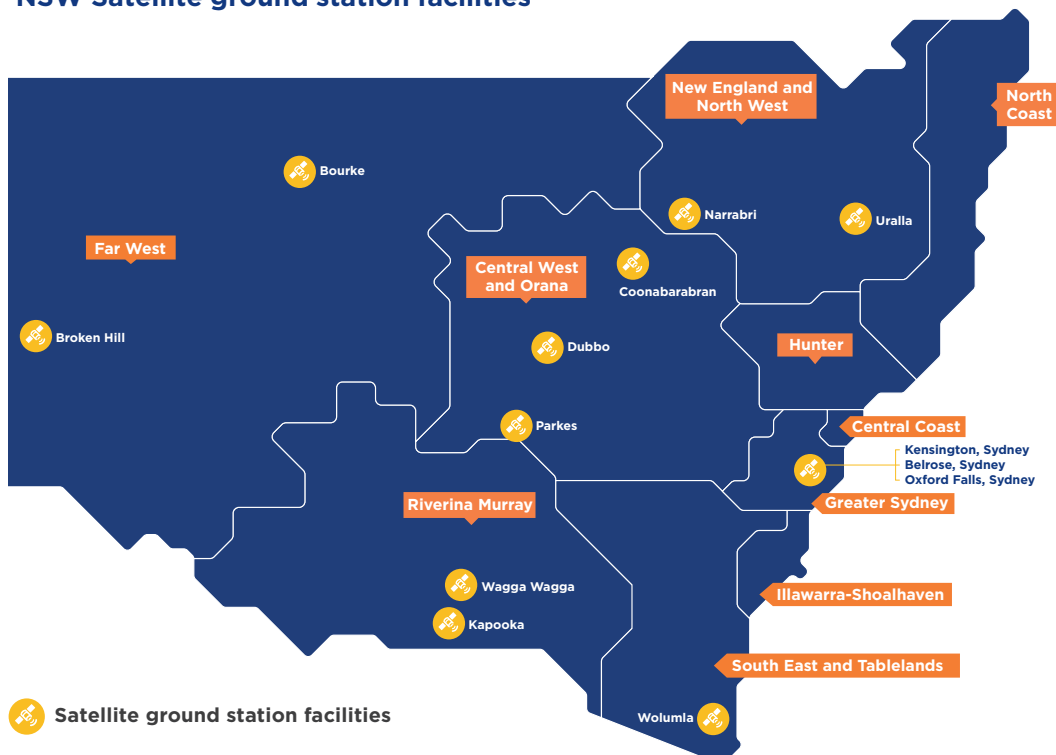 NSW Satellite ground station facilities
New England and
North West
North
Coast
Bourke
Narrabri
Uralla
Far West
Central West
and Orana
Coonabarabran
Broken Hill
Dubbo
Hunter
Parkes
Central Coast
Kensington, Sydney
Belrose, Sydney
Oxford Falls, Sydney
Riverina Murray
Greater Sydney
Wagga Wagga
Illawarra-Shoalhaven
Kapooka
South East and Tablelands
Satellite ground station facilities
Wolumla